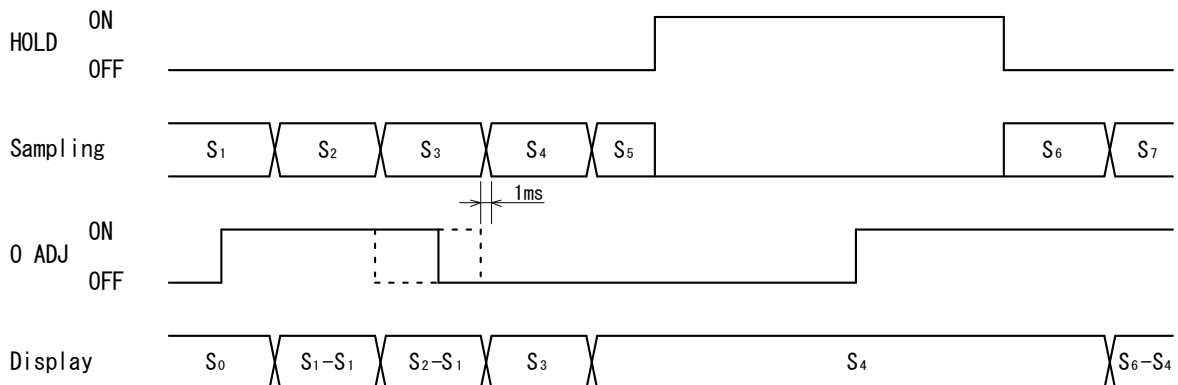 ON
HOLD
OFF
Sampling S₁ S₂ S₃ S₄ S₅ S₆ S₇
1ms
ON
0 ADJ
OFF
Display S₀ S₁−S₁ S₂−S₁ S₃ S₄ S₆−S₄